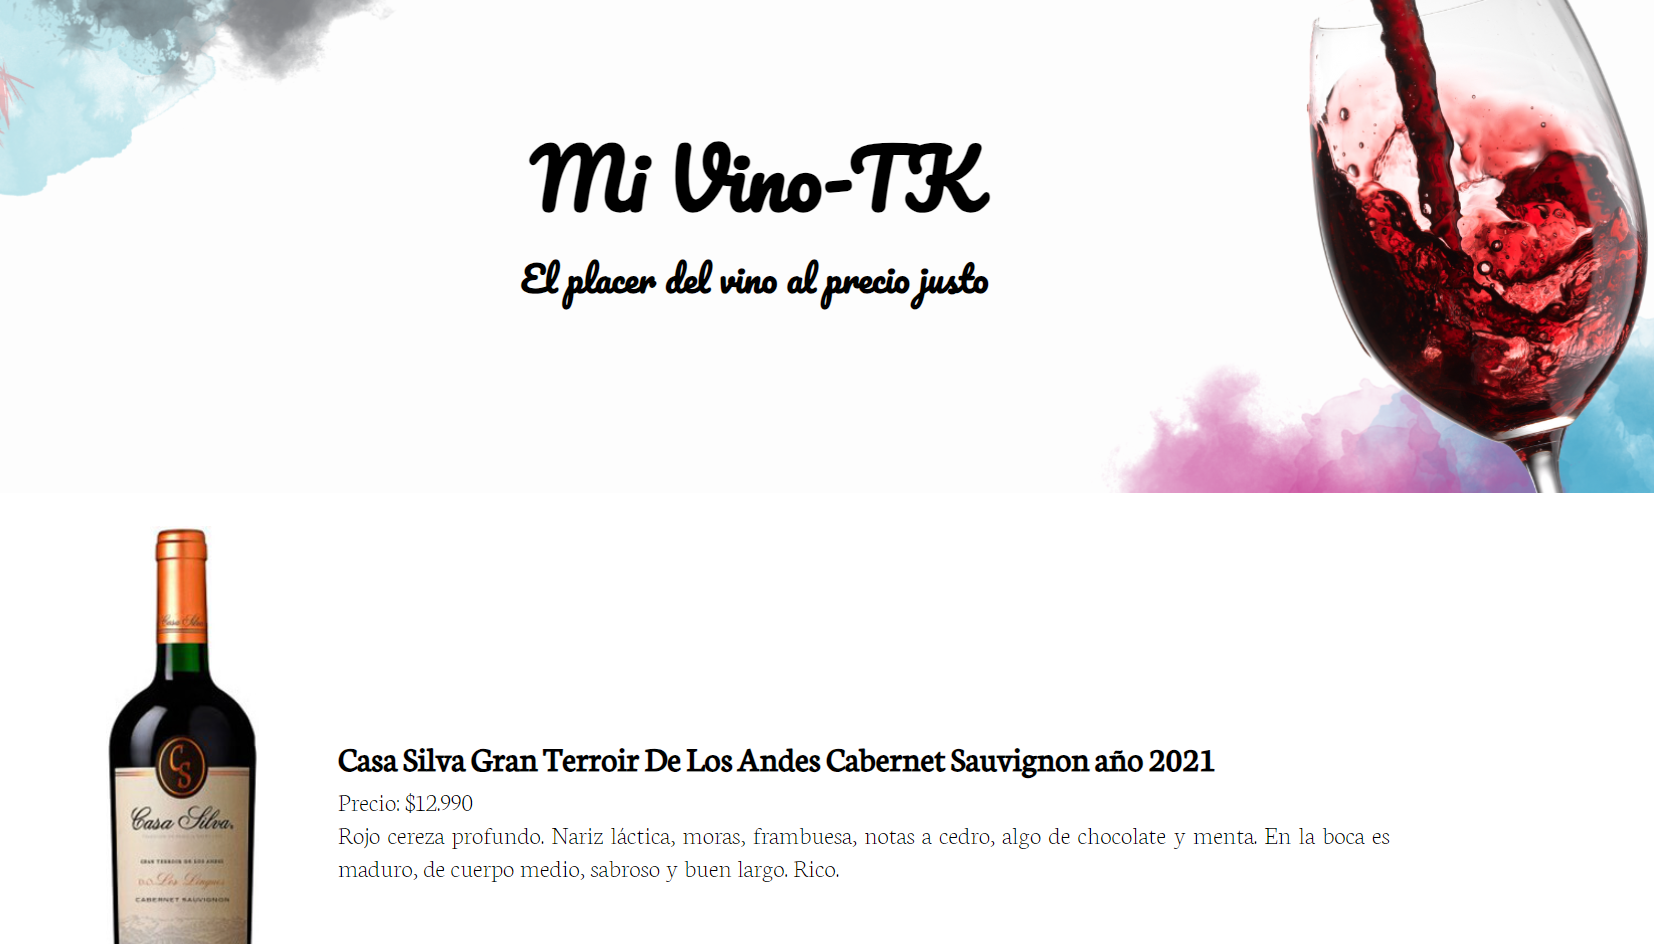 Mi Vino-TK
El placer del vino al precio justo
Casa Silva
CS
Casa Silva Gran Terroir De Los Andes Cabernet Sauvignon año 2021
Precio: $12.990
Rojo cereza profundo. Nariz láctica, moras, frambuesa, notas a cedro, algo de chocolate y menta. En la boca es
maduro, de cuerpo medio, sabroso y buen largo. Rico.
Casa Silva.
GRAN TERROIR DE LOS ANDES
D.O. Los Lingues
CABERNET SAUVIGNON